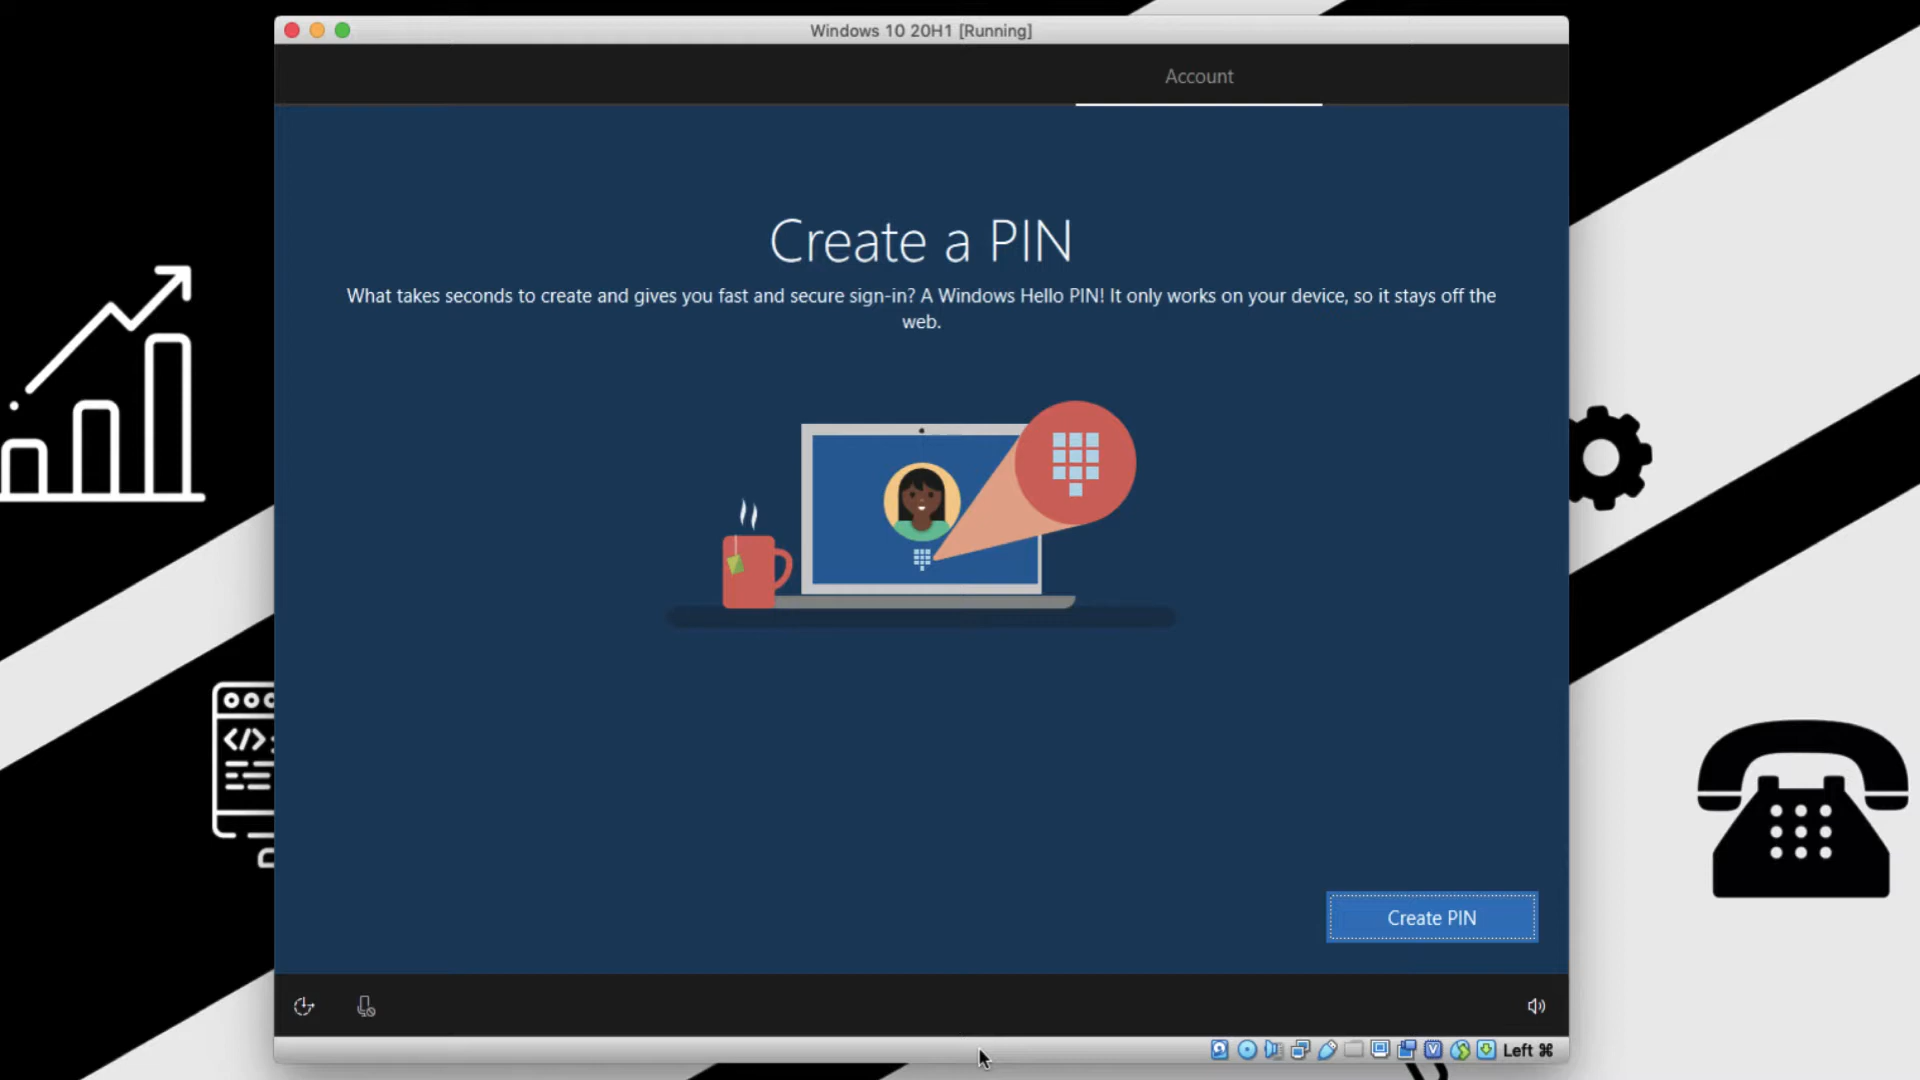 Windows 10 20H1 [Running]
Account
Create a PIN
What takes seconds to create and gives you fast and secure sign-in? A Windows Hello PIN! It only works on your device, so it stays off the
web.
</>
Create PIN
Left ⌘